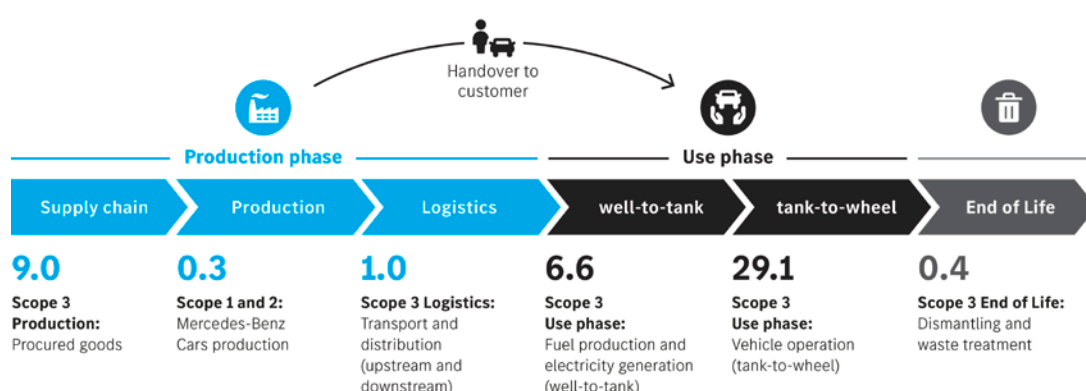 Handover to
customer
Production phase
Use phase
Supply chain
Production
Logistics
well-to-tank
tank-to-wheel
End of Life
9.0
Scope 3
Production:
Procured goods
0.3
Scope 1 and 2:
Mercedes-Benz
Cars production
1.0
Scope 3 Logistics:
Transport and
distribution
(upstream and
downstream)
6.6
Scope 3
Use phase:
Fuel production and
electricity generation
(well-to-tank)
29.1
Scope 3
Use phase:
Vehicle operation
(tank-to-wheel)
0.4
Scope 3 End of Life:
Dismantling and
waste treatment